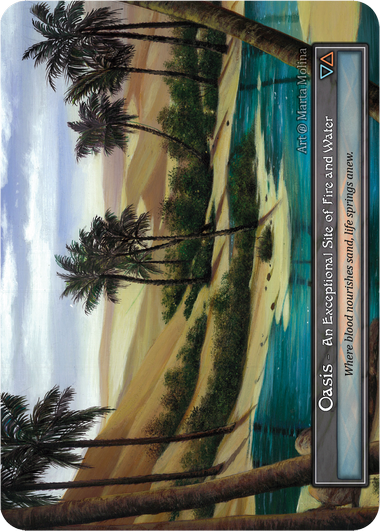 Art @ Marta Molina
Oasis - An Exceptional Site of Fire and Water
Where blood nourishes sand, life springs anew.